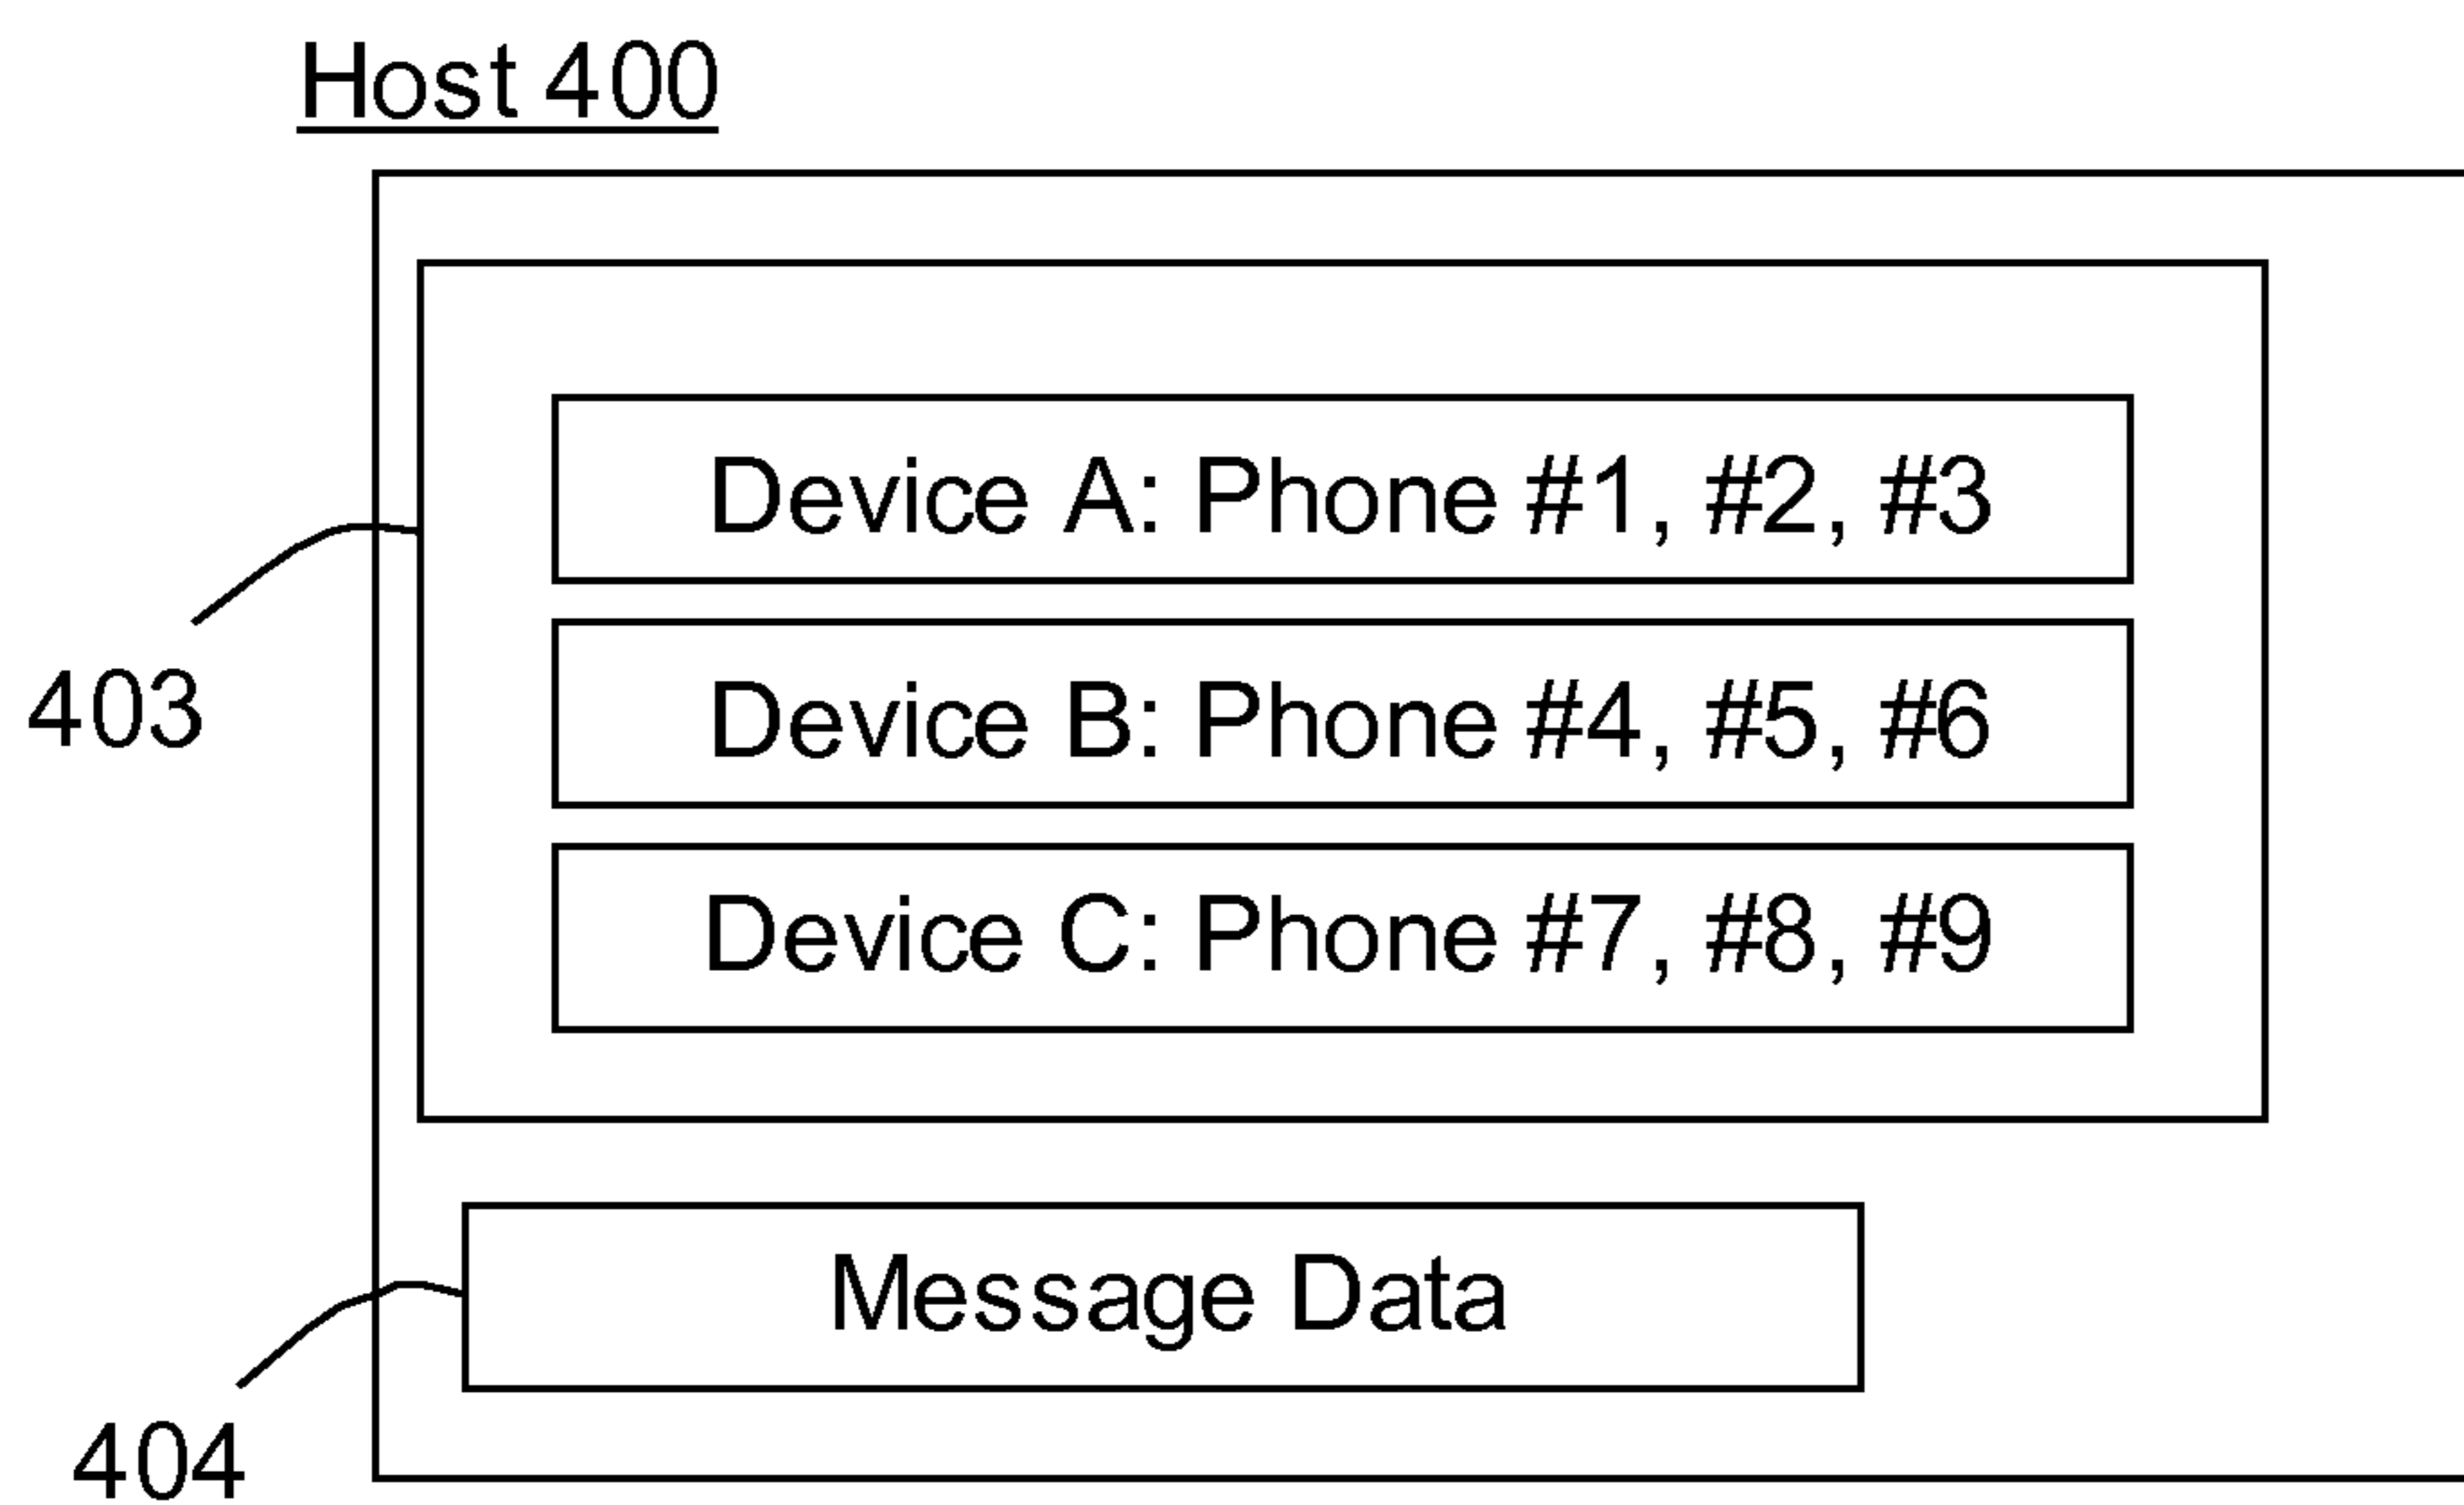 Host 400
Device A: Phone #1, #2, #3
403
Device B: Phone #4, #5, #6
Device C: Phone #7, #8, #9
Message Data
404